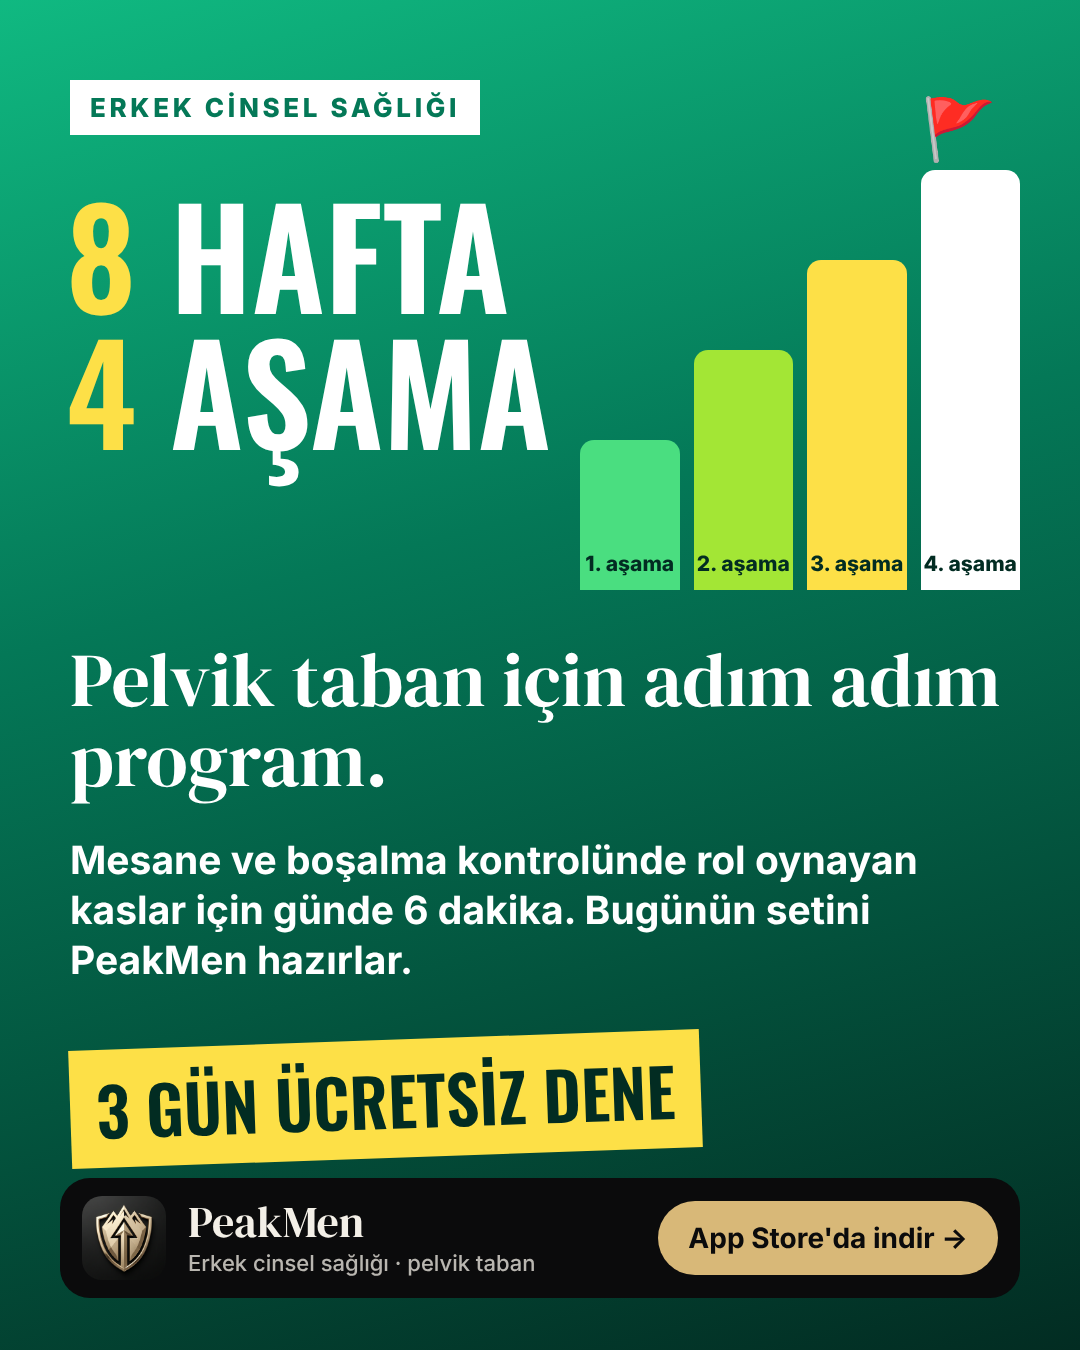 ERKEK CİNSEL SAĞLIĞI
8 HAFTA
4 AŞAMA
1. aşama
2. aşama
3. aşama
4. aşama
Pelvik taban için adım adım
program.
Mesane ve boşalma kontrolünde rol oynayan
kaslar için günde 6 dakika. Bugünün setini
PeakMen hazırlar.
3 GÜN ÜCRETSİZ DENE
PeakMen
Erkek cinsel sağlığı · pelvik taban
App Store'da indir →